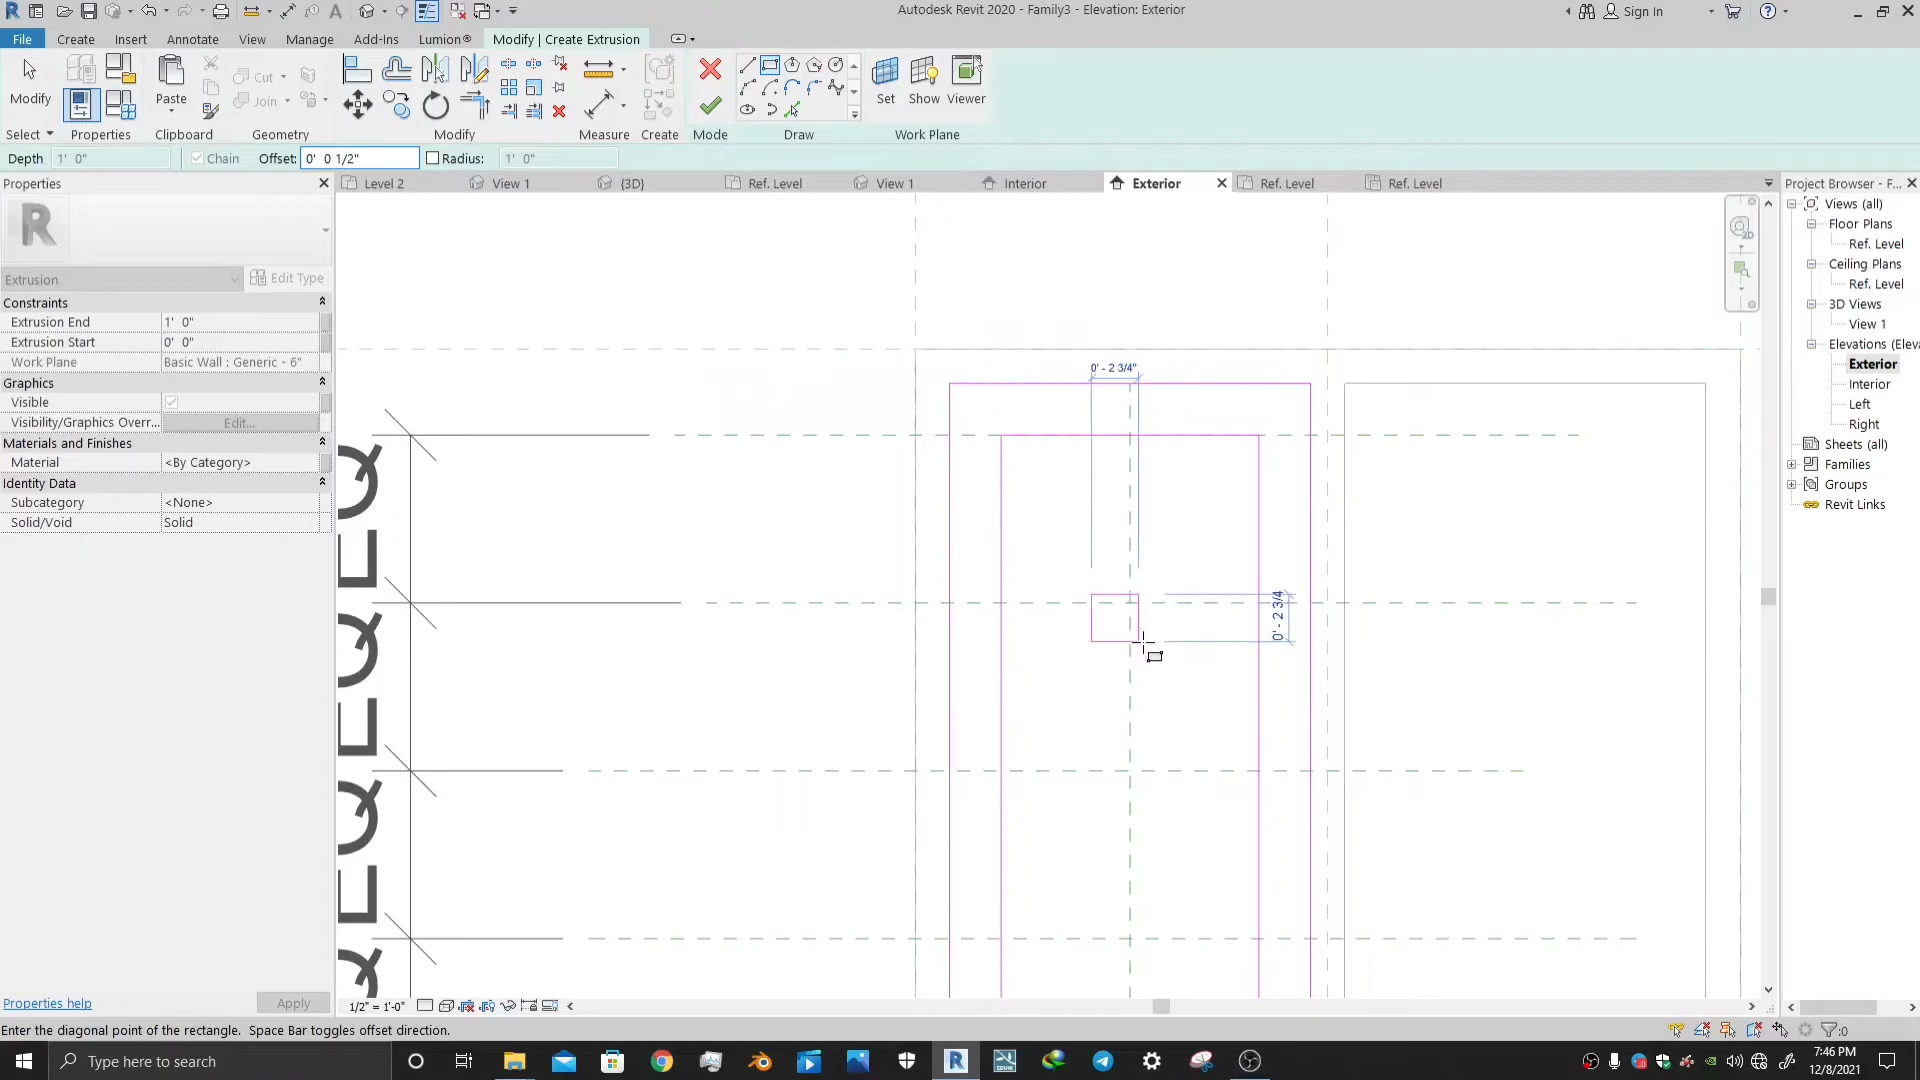 Autodesk Revit 2020 - Family3 - Elevation: Exterior
Sign In
File Create Insert Annotate View Manage Add-Ins Lumion® Modify | Create Extrusion
Modify Paste Cut Join Set Show Viewer
Select Properties Clipboard Geometry Modify Measure Create Mode Draw Work Plane
Depth 1' 0" Chain Offset: 0' 0 1/2" Radius: 1' 0"
Properties
Level 2 View 1 {3D} Ref. Level View 1 Interior Exterior Ref. Level Ref. Level
Project Browser - F...
Extrusion Edit Type
Constraints
Extrusion End 1' 0"
Extrusion Start 0' 0"
Work Plane Basic Wall : Generic - 6"
Graphics
Visible
Visibility/Graphics Overr... Edit...
Materials and Finishes
Material <By Category>
Identity Data
Subcategory <None>
Solid/Void Solid
0' - 2 3/4"
0' - 2 3/4
EQ
EQ
EQ
Views (all)
Floor Plans
Ref. Level
Ceiling Plans
Ref. Level
3D Views
View 1
Elevations (Eleva
Exterior
Interior
Left
Right
Sheets (all)
Families
Groups
Revit Links
Properties help Apply
1/2" = 1'-0"
Enter the diagonal point of the rectangle. Space Bar toggles offset direction.
:0
Type here to search
7:46 PM
12/8/2021